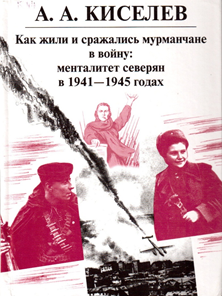 А. А. КИСЕЛЕВ
Как жили и сражались мурманчане
в войну:
менталитет северян
в 1941—1945 годах